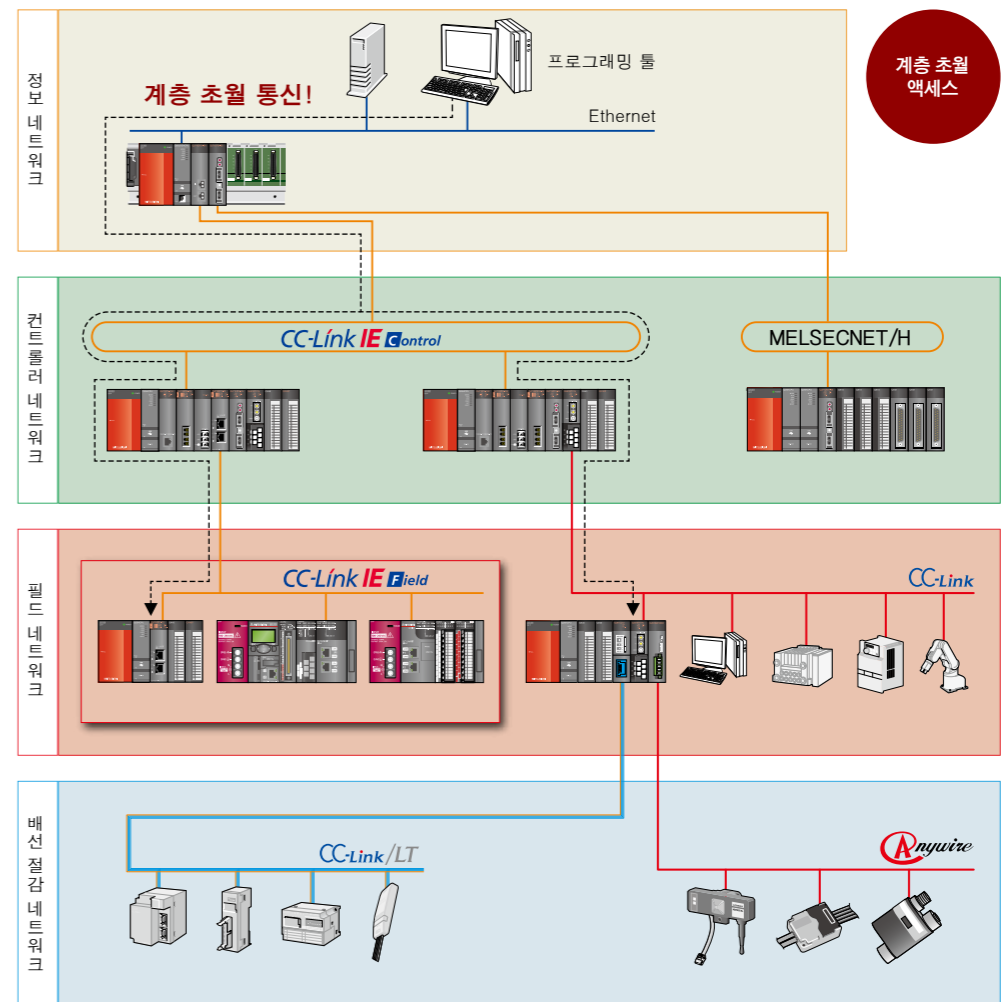 정보 네트워크
프로그래밍 툴
계층 초월
액세스
계층 초월 통신!
Ethernet
컨트롤러 네트워크
CC-Link IE Control
MELSECNET/H
필드 네트워크
CC-Link IE Field
CC-Link
배선 절감 네트워크
CC-Link/LT
Anywire